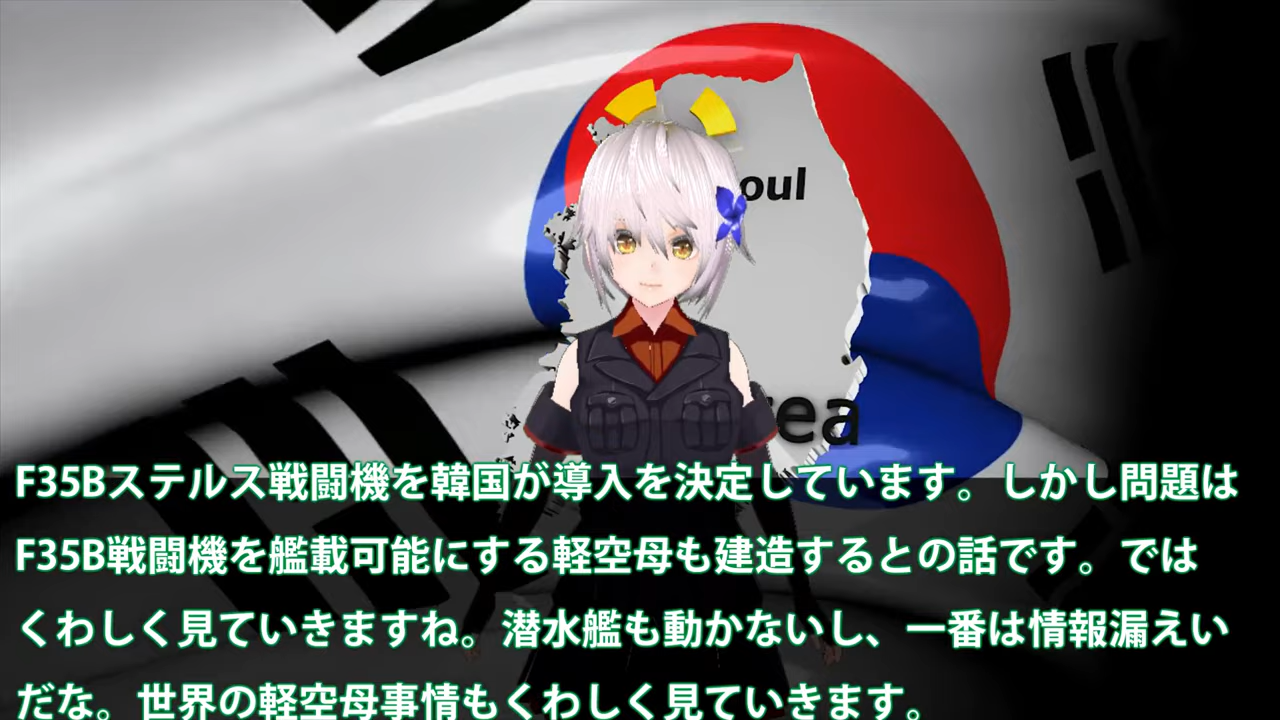 oul
rea
F35Bステルス戦闘機を韓国が導入を決定しています。しかし問題は
F35B戦闘機を艦載可能にする軽空母も建造するとの話です。では
くわしく見ていきますね。潜水艦も動かないし、一番は情報漏えい
だな。世界の軽空母事情もくわしく見ていきます。